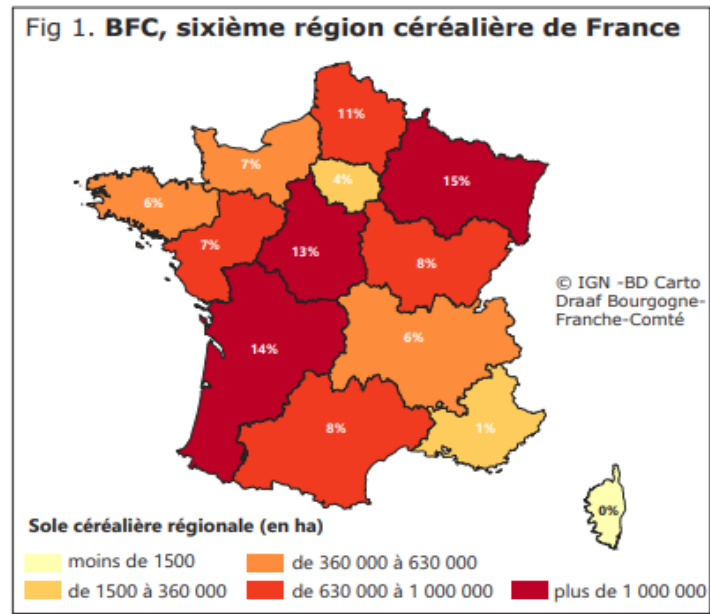 Fig 1. BFC, sixième région céréalière de France
11%
7%
4%
15%
6%
7%
13%
8%
© IGN -BD Carto
Draaf Bourgogne-
Franche-Comté
6%
14%
8%
1%
0%
Sole céréalière régionale (en ha)
moins de 1500
de 360 000 à 630 000
de 1500 à 360 000
de 630 000 à 1 000 000
plus de 1 000 000